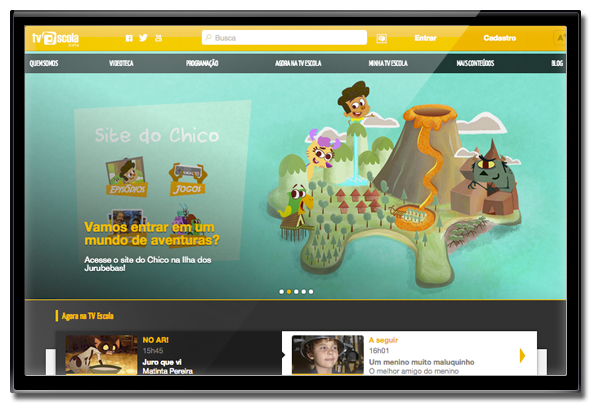 tv escola
Busca
Entrar
Cadastro
A
QUEM SOMOS
VIDEOTECA
PROGRAMAÇÃO
AGORA NA TV ESCOLA
MINHA TV ESCOLA
MAIS CONTEÚDOS
BLOG
Site do Chico
EPISÓDIOS
JOGOS
Vamos entrar em um
mundo de aventuras?
Acesse o site do Chico na Ilha dos
Jurubebas!
Agora na TV Escola
NO AR!
15h45
Juro que vi
Matinta Pereira
A seguir
16h01
Um menino muito maluquinho
O melhor amigo do menino